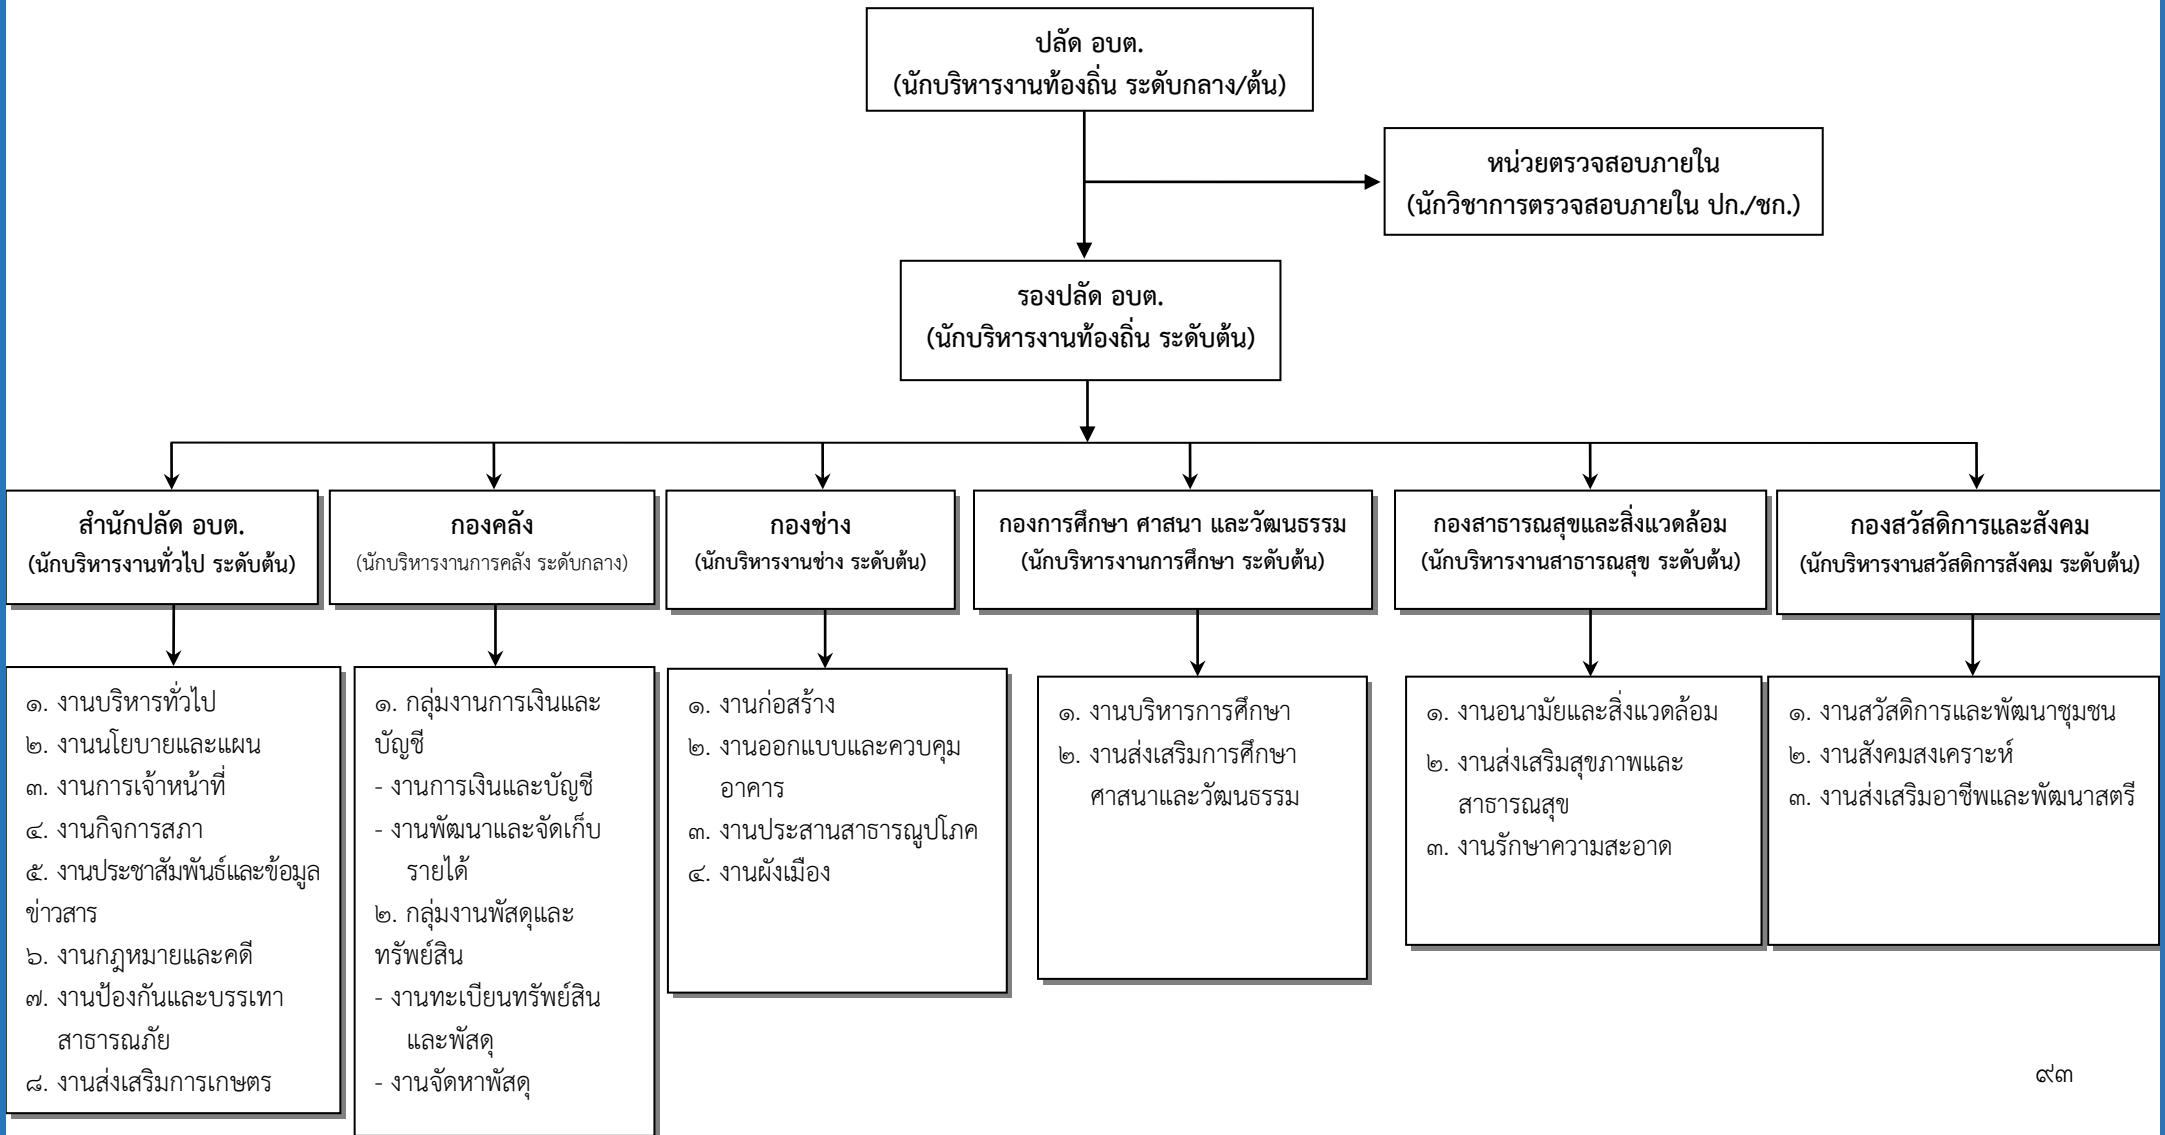 ปลัด อบต.
(นักบริหารงานท้องถิ่น ระดับกลาง/ต้น)
หน่วยตรวจสอบภายใน
(นักวิชาการตรวจสอบภายใน ปก./ชก.)
รองปลัด อบต.
(นักบริหารงานท้องถิ่น ระดับต้น)
สำนักปลัด อบต.
(นักบริหารงานทั่วไป ระดับต้น)
กองคลัง
(นักบริหารงานการคลัง ระดับกลาง)
กองช่าง
(นักบริหารงานช่าง ระดับต้น)
กองการศึกษา ศาสนา และวัฒนธรรม
(นักบริหารงานการศึกษา ระดับต้น)
กองสาธารณสุขและสิ่งแวดล้อม
(นักบริหารงานสาธารณสุข ระดับต้น)
กองสวัสดิการและสังคม
(นักบริหารงานสวัสดิการสังคม ระดับต้น)
๑. งานบริหารทั่วไป
๒. งานนโยบายและแผน
๓. งานการเจ้าหน้าที่
๔. งานกิจการสภา
๕. งานประชาสัมพันธ์และข้อมูล
ข่าวสาร
๖. งานกฎหมายและคดี
๗. งานป้องกันและบรรเทา
สาธารณภัย
๘. งานส่งเสริมการเกษตร
๑. กลุ่มงานการเงินและ
บัญชี
- งานการเงินและบัญชี
- งานพัฒนาและจัดเก็บ
รายได้
๒. กลุ่มงานพัสดุและ
ทรัพย์สิน
- งานทะเบียนทรัพย์สิน
และพัสดุ
- งานจัดหาพัสดุ
๑. งานก่อสร้าง
๒. งานออกแบบและควบคุม
อาคาร
๓. งานประสานสาธารณูปโภค
๔. งานผังเมือง
๑. งานบริหารการศึกษา
๒. งานส่งเสริมการศึกษา
ศาสนาและวัฒนธรรม
๑. งานอนามัยและสิ่งแวดล้อม
๒. งานส่งเสริมสุขภาพและ
สาธารณสุข
๓. งานรักษาความสะอาด
๑. งานสวัสดิการและพัฒนาชุมชน
๒. งานสังคมสงเคราะห์
๓. งานส่งเสริมอาชีพและพัฒนาสตรี
๙๓